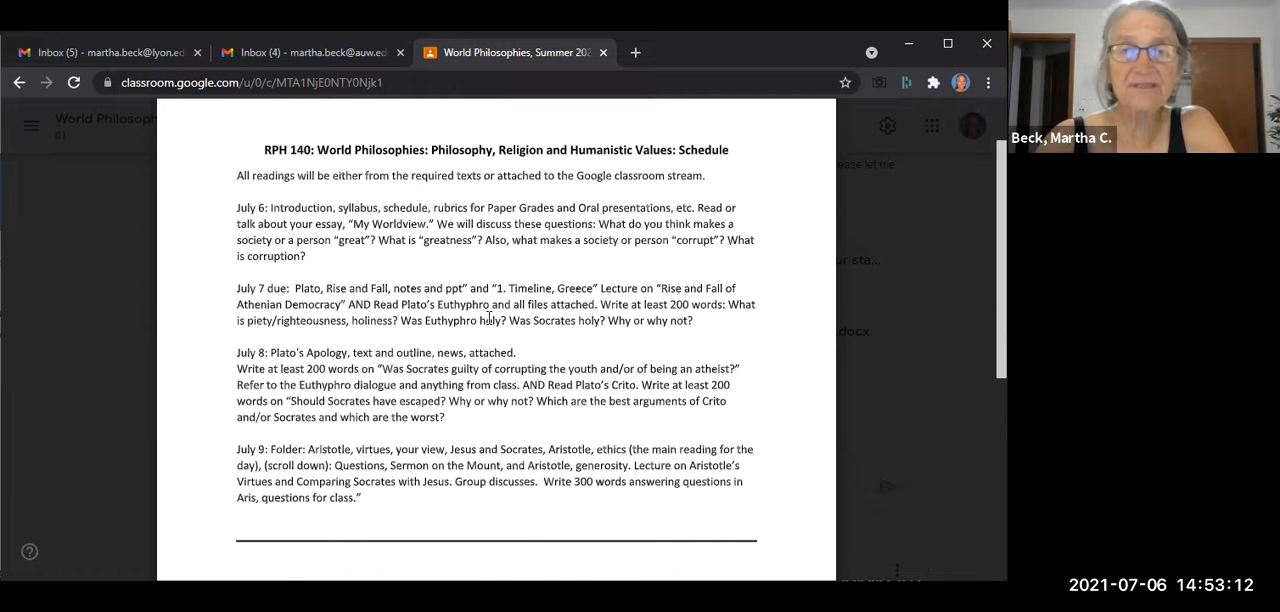 Inbox (5) - martha.beck@lyon.ed
Inbox (4) - martha.beck@auw.ed
World Philosophies, Summer 202
classroom.google.com/u/0/c/MTA1NjE0NTY0Njk1
World Philosoph
01
Beck, Martha C.
ease let me
RPH 140: World Philosophies: Philosophy, Religion and Humanistic Values: Schedule
All readings will be either from the required texts or attached to the Google classroom stream.
July 6: Introduction, syllabus, schedule, rubrics for Paper Grades and Oral presentations, etc. Read or
talk about your essay, “My Worldview.” We will discuss these questions: What do you think makes a
society or a person “great”? What is “greatness”? Also, what makes a society or person “corrupt”? What
is corruption?
ur sta...
July 7 due:  Plato, Rise and Fall, notes and ppt” and “1. Timeline, Greece” Lecture on “Rise and Fall of
Athenian Democracy” AND Read Plato’s Euthyphro and all files attached. Write at least 200 words: What
is piety/righteousness, holiness? Was Euthyphro holy? Was Socrates holy? Why or why not?
.docx
July 8: Plato’s Apology, text and outline, news, attached.
Write at least 200 words on “Was Socrates guilty of corrupting the youth and/or of being an atheist?”
Refer to the Euthyphro dialogue and anything from class. AND Read Plato’s Crito. Write at least 200
words on “Should Socrates have escaped? Why or why not? Which are the best arguments of Crito
and/or Socrates and which are the worst?
July 9: Folder: Aristotle, virtues, your view, Jesus and Socrates, Aristotle, ethics (the main reading for the
day), (scroll down): Questions, Sermon on the Mount, and Aristotle, generosity. Lecture on Aristotle’s
Virtues and Comparing Socrates with Jesus. Group discusses.  Write 300 words answering questions in
Aris, questions for class.”
2021-07-06 14:53:12